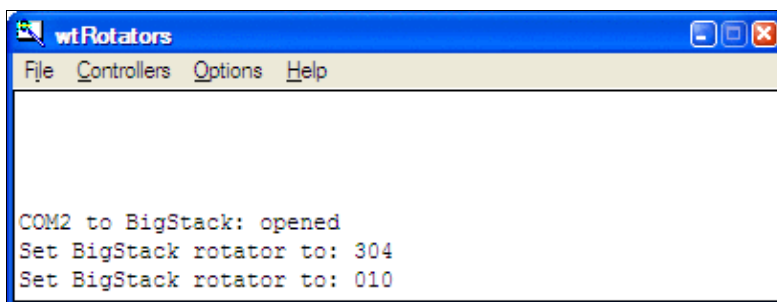 wtRotators
File Controllers Options Help
COM2 to BigStack: opened
Set BigStack rotator to: 304
Set BigStack rotator to: 010